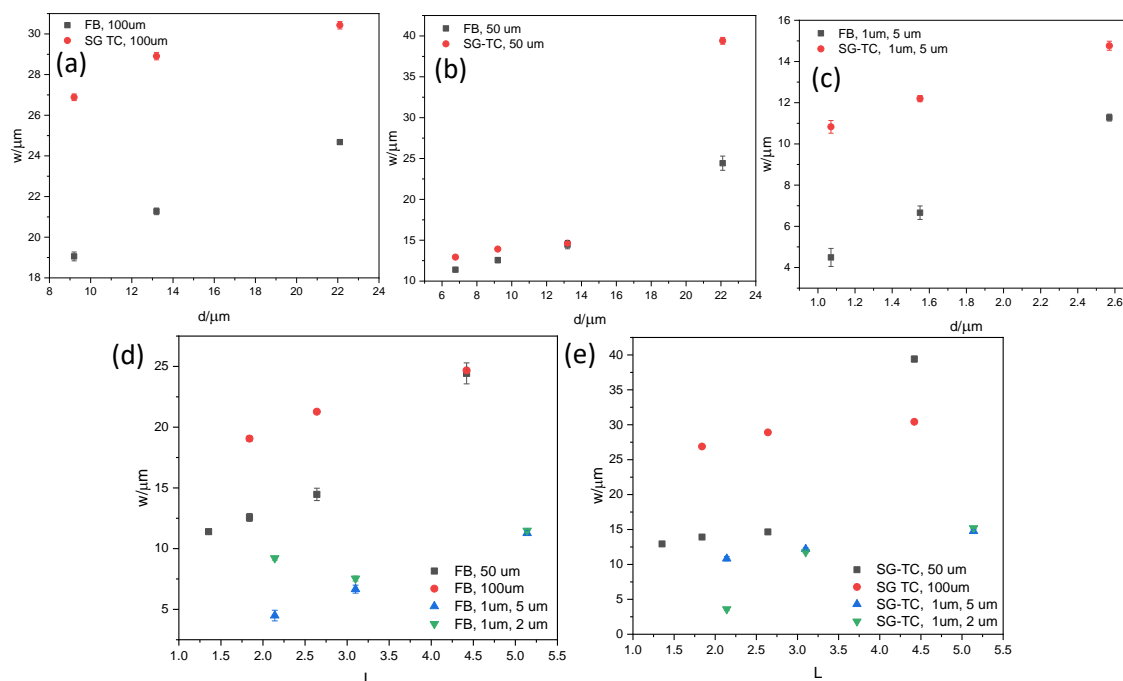 (a)
FB, 100um
SG TC, 100um
w/μm
30
28
26
24
22
20
18
8
10
12
14
16
18
20
22
24
d/μm
(b)
FB, 50 um
SG-TC, 50 um
w/μm
40
35
30
25
20
15
10
6
8
10
12
14
16
18
20
22
24
d/μm
(c)
FB, 1um, 5 um
SG-TC, 1um, 5 um
w/μm
16
14
12
10
8
6
4
1.0
1.2
1.4
1.6
1.8
2.0
2.2
2.4
2.6
d/μm
(d)
w/μm
25
20
15
10
5
FB, 50 um
FB, 100um
FB, 1um, 5 um
FB, 1um, 2 um
1.0
1.5
2.0
2.5
3.0
3.5
4.0
4.5
5.0
5.5
L
(e)
w/μm
40
35
30
25
20
15
10
5
0
SG-TC, 50 um
SG TC, 100um
SG-TC, 1um, 5 um
SG-TC, 1um, 2 um
1.0
1.5
2.0
2.5
3.0
3.5
4.0
4.5
5.0
5.5
L